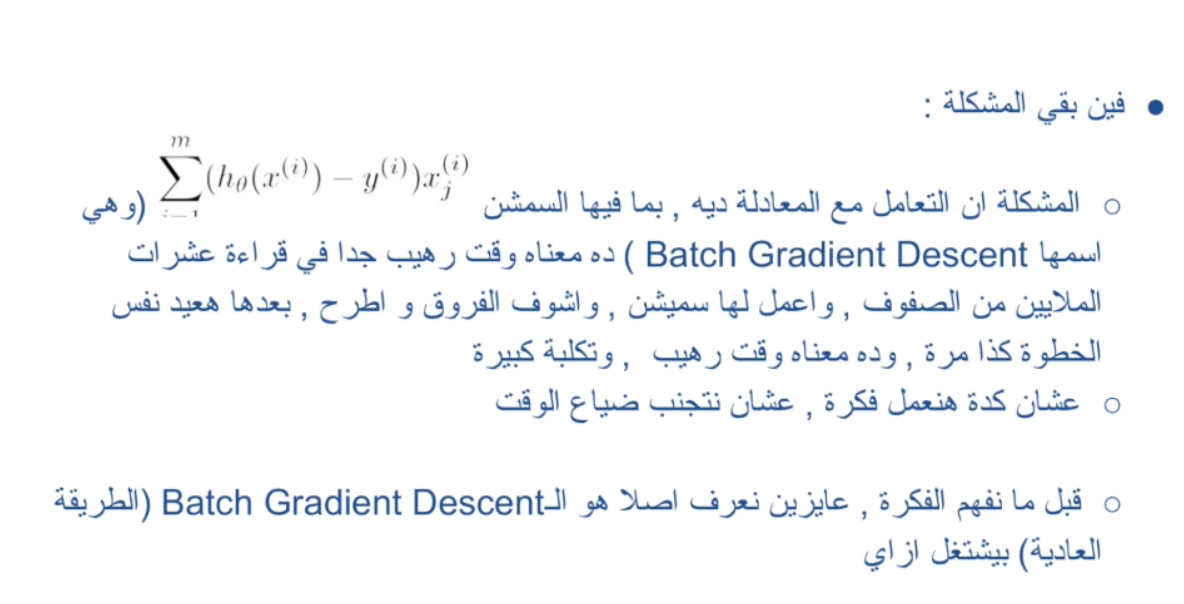 فين بقي المشكلة :
المشكلة ان التعامل مع المعادلة ديه , بما فيها السمشن $\sum_{i=1}^{m}(h_\theta(x^{(i)}) - y^{(i)})x_j^{(i)}$ (وهي
اسمها Batch Gradient Descent ) ده معناه وقت رهيب جدا في قراءة عشرات
الملايين من الصفوف , واعمل لها سميشن , واشوف الفروق و اطرح , بعدها هعيد نفس
الخطوة كذا مرة , وده معناه وقت رهيب , وتكلبة كبيرة
عشان كدة هنعمل فكرة , عشان نتجنب ضياع الوقت
قبل ما نفهم الفكرة , عايزين نعرف اصلا هو الـBatch Gradient Descent (الطريقة
العادية) بيشتغل ازاي